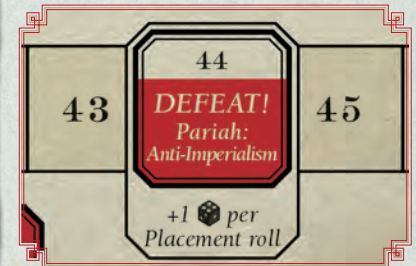 44
43
DEFEAT!
45
Pariah:
Anti-Imperialism
+1 per
Placement roll